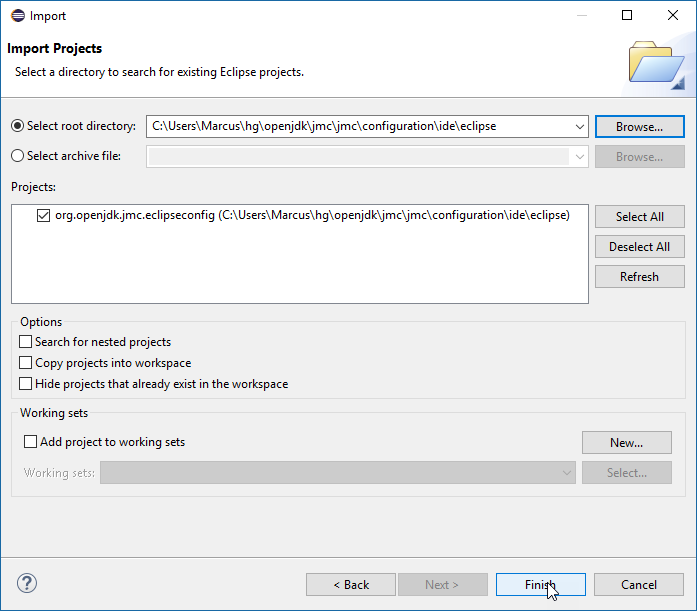 Import
Import Projects
Select a directory to search for existing Eclipse projects.
Select root directory: C:\Users\Marcus\hg\openjdk\jmc\jmc\configuration\ide\eclipse Browse...
Select archive file: Browse...
Projects:
org.openjdk.jmc.eclipseconfig (C:\Users\Marcus\hg\openjdk\jmc\jmc\configuration\ide\eclipse) Select All
Deselect All
Refresh
Options
Search for nested projects
Copy projects into workspace
Hide projects that already exist in the workspace
Working sets
Add project to working sets New...
Working sets: Select...
? < Back Next > Finish Cancel